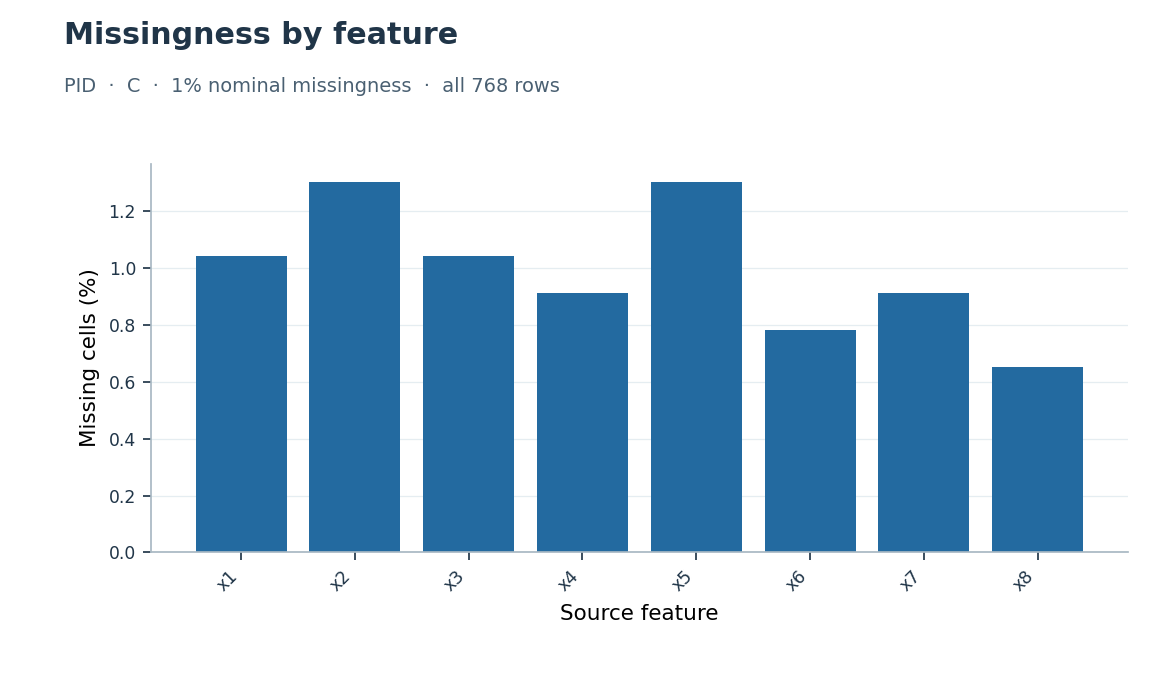 Missingness by feature
PID · C · 1% nominal missingness · all 768 rows
Missing cells (%)
1.2
1.0
0.8
0.6
0.4
0.2
0.0
x1 x2 x3 x4 x5 x6 x7 x8
Source feature